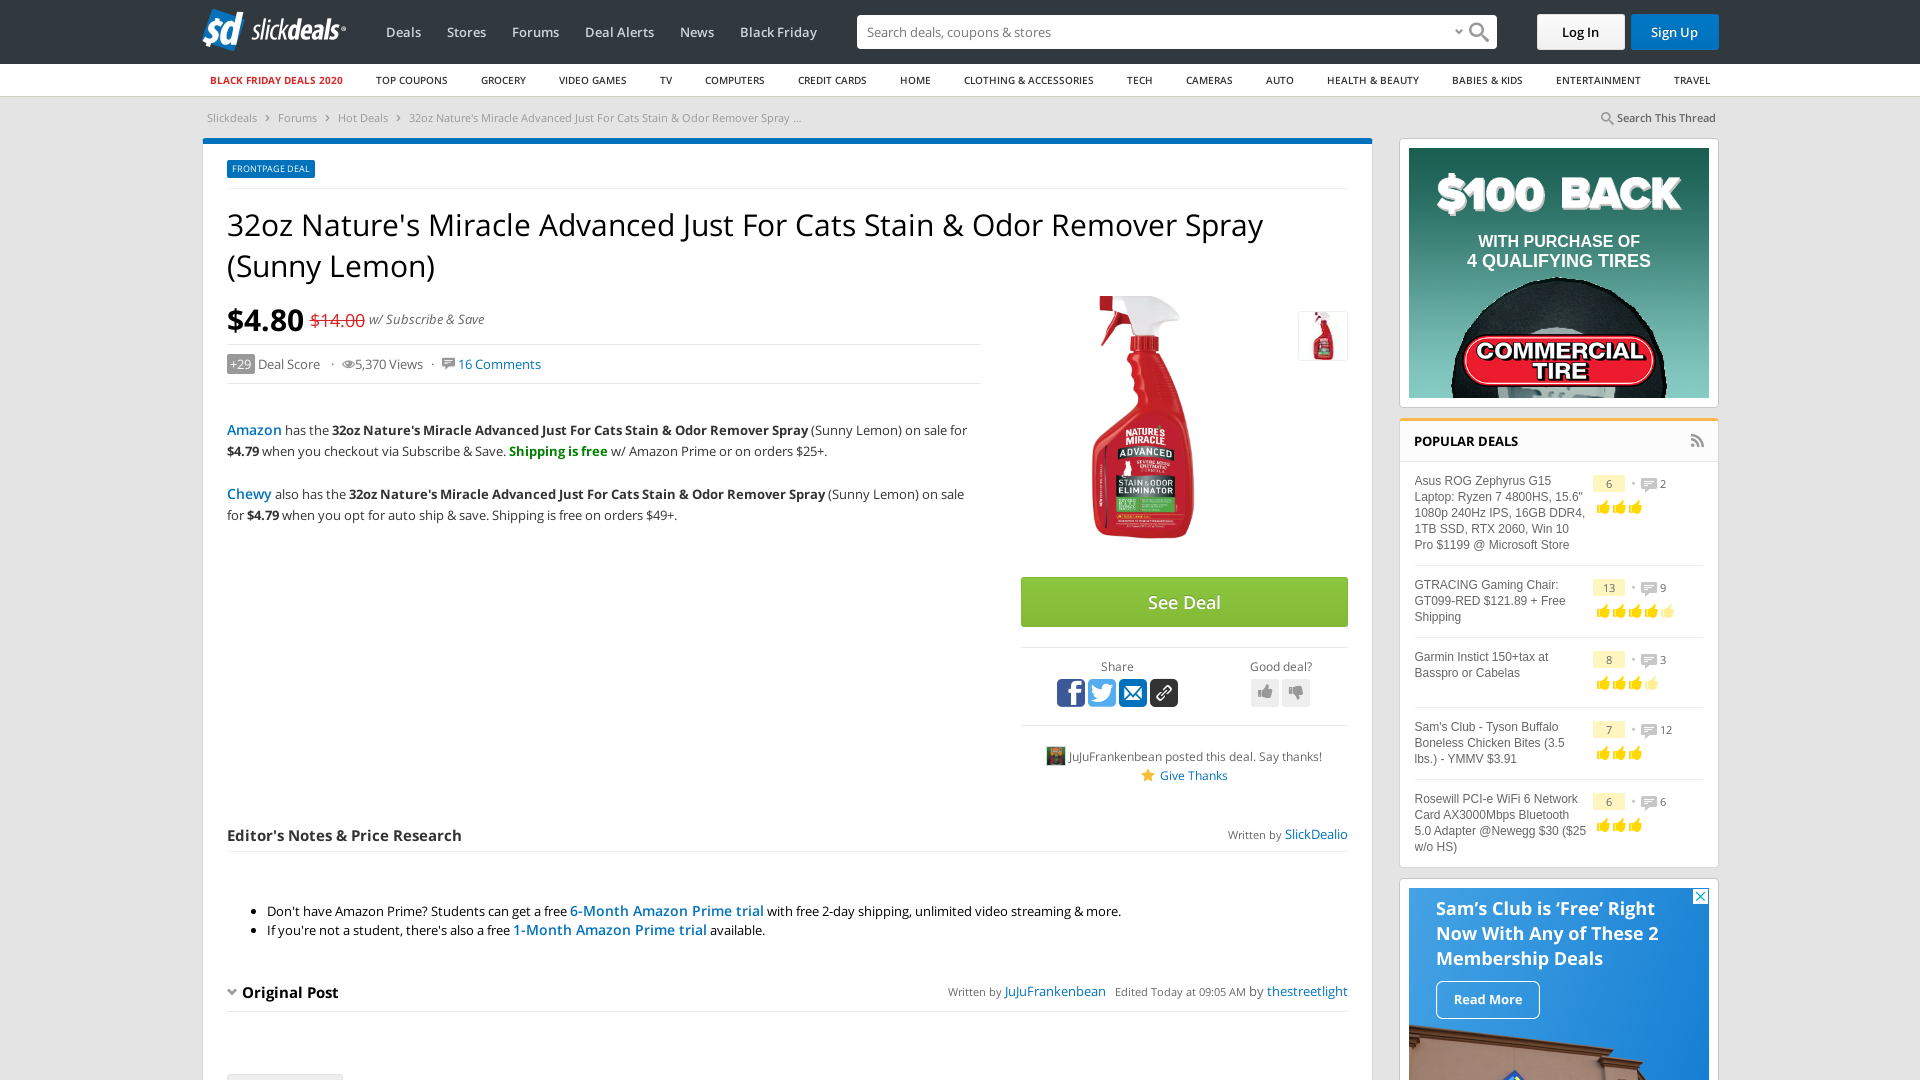 slickdeals
Deals
Stores
Forums
Deal Alerts
News
Black Friday
Search deals, coupons & stores
Log In
Sign Up
BLACK FRIDAY DEALS 2020
TOP COUPONS
GROCERY
VIDEO GAMES
TV
COMPUTERS
CREDIT CARDS
HOME
CLOTHING & ACCESSORIES
TECH
CAMERAS
AUTO
HEALTH & BEAUTY
BABIES & KIDS
ENTERTAINMENT
TRAVEL
Slickdeals › Forums › Hot Deals › 32oz Nature's Miracle Advanced Just For Cats Stain & Odor Remover Spray ...
Search This Thread
FRONTPAGE DEAL
32oz Nature's Miracle Advanced Just For Cats Stain & Odor Remover Spray
(Sunny Lemon)
$4.80 $14.00 w/ Subscribe & Save
+29 Deal Score · 5,370 Views · 16 Comments
Amazon has the 32oz Nature's Miracle Advanced Just For Cats Stain & Odor Remover Spray (Sunny Lemon) on sale for
$4.79 when you checkout via Subscribe & Save. Shipping is free w/ Amazon Prime or on orders $25+.
Chewy also has the 32oz Nature's Miracle Advanced Just For Cats Stain & Odor Remover Spray (Sunny Lemon) on sale
for $4.79 when you opt for auto ship & save. Shipping is free on orders $49+.
NATURE'S
MIRACLE
ADVANCED
STAIN & ODOR
ELIMINATOR
See Deal
Share
Good deal?
JuJuFrankenbean posted this deal. Say thanks!
Give Thanks
Editor's Notes & Price Research
Written by SlickDealio
Don't have Amazon Prime? Students can get a free 6-Month Amazon Prime trial with free 2-day shipping, unlimited video streaming & more.
If you're not a student, there's also a free 1-Month Amazon Prime trial available.
Original Post
Written by JuJuFrankenbean Edited Today at 09:05 AM by thestreetlight
$100 BACK
WITH PURCHASE OF
4 QUALIFYING TIRES
COMMERCIAL
TIRE
POPULAR DEALS
Asus ROG Zephyrus G15
Laptop: Ryzen 7 4800HS, 15.6"
1080p 240Hz IPS, 16GB DDR4,
1TB SSD, RTX 2060, Win 10
Pro $1199 @ Microsoft Store
6 · 2
GTRACING Gaming Chair:
GT099-RED $121.89 + Free
Shipping
13 · 9
Garmin Instict 150+tax at
Basspro or Cabelas
8 · 3
Sam's Club - Tyson Buffalo
Boneless Chicken Bites (3.5
lbs.) - YMMV $3.91
7 · 12
Rosewill PCI-e WiFi 6 Network
Card AX3000Mbps Bluetooth
5.0 Adapter @Newegg $30 ($25
w/o HS)
6 · 6
Sam's Club is ‘Free’ Right
Now With Any of These 2
Membership Deals
Read More